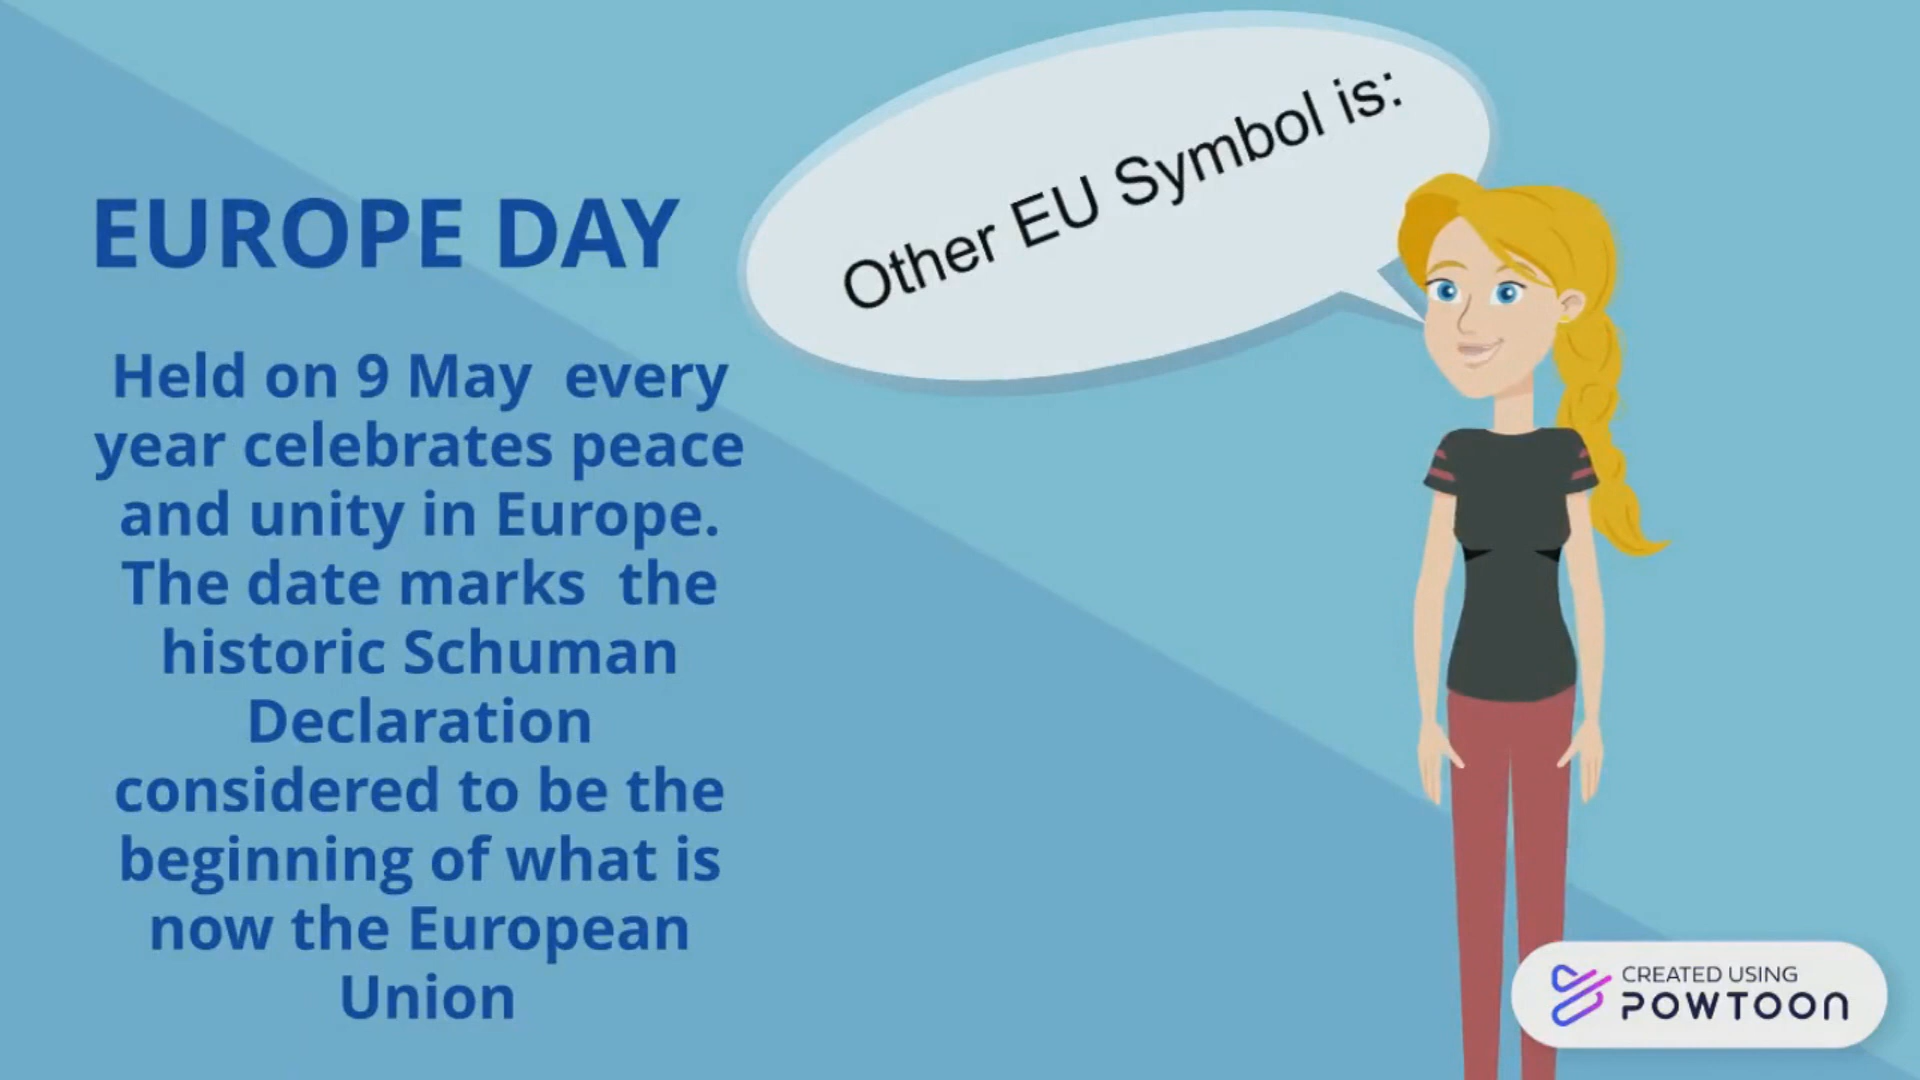 Other EU Symbol is:
EUROPE DAY
Held on 9 May every
year celebrates peace
and unity in Europe.
The date marks the
historic Schuman
Declaration
considered to be the
beginning of what is
now the European
Union
CREATED USING
POWTOON